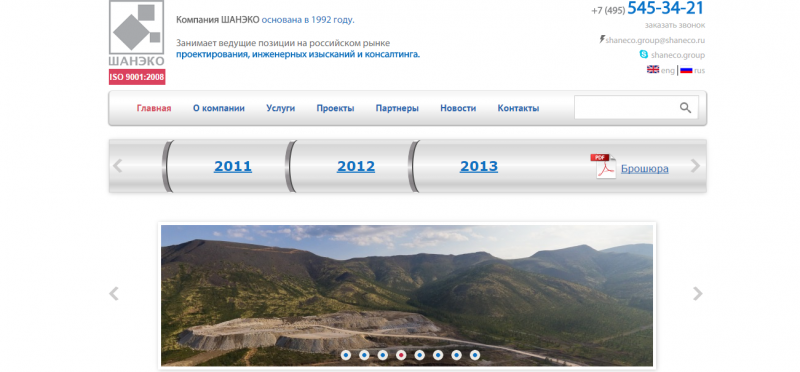 ШАНЭКО
ISO 9001:2008
Компания ШАНЭКО основана в 1992 году.
Занимает ведущие позиции на российском рынке
проектирования, инженерных изысканий и консалтинга.
+7 (495) 545-34-21
заказать звонок
shaneco.group@shaneco.ru
shaneco.group
eng | rus
Главная О компании Услуги Проекты Партнеры Новости Контакты
2011 2012 2013 PDF Брошюра